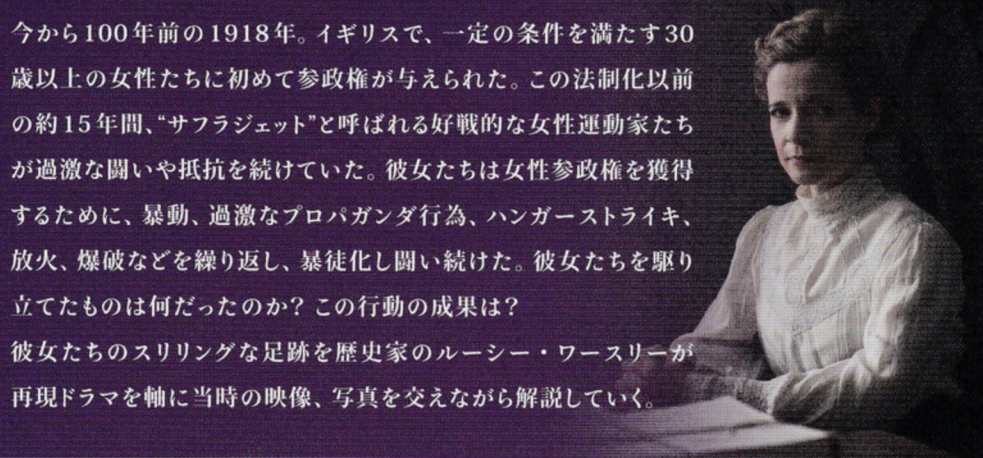 今から100年前の1918年。イギリスで、一定の条件を満たす30
歳以上の女性たちに初めて参政権が与えられた。この法制化以前
の約15年間、“サフラジェット”と呼ばれる好戦的な女性運動家たち
が過激な闘いや抵抗を続けていた。彼女たちは女性参政権を獲得
するために、暴動、過激なプロパガンダ行為、ハンガーストライキ、
放火、爆破などを繰り返し、暴徒化し闘い続けた。彼女たちを駆り
立てたものは何だったのか? この行動の成果は?
彼女たちのスリリングな足跡を歴史家のルーシー・ワースリーが
再現ドラマを軸に当時の映像、写真を交えながら解説していく。